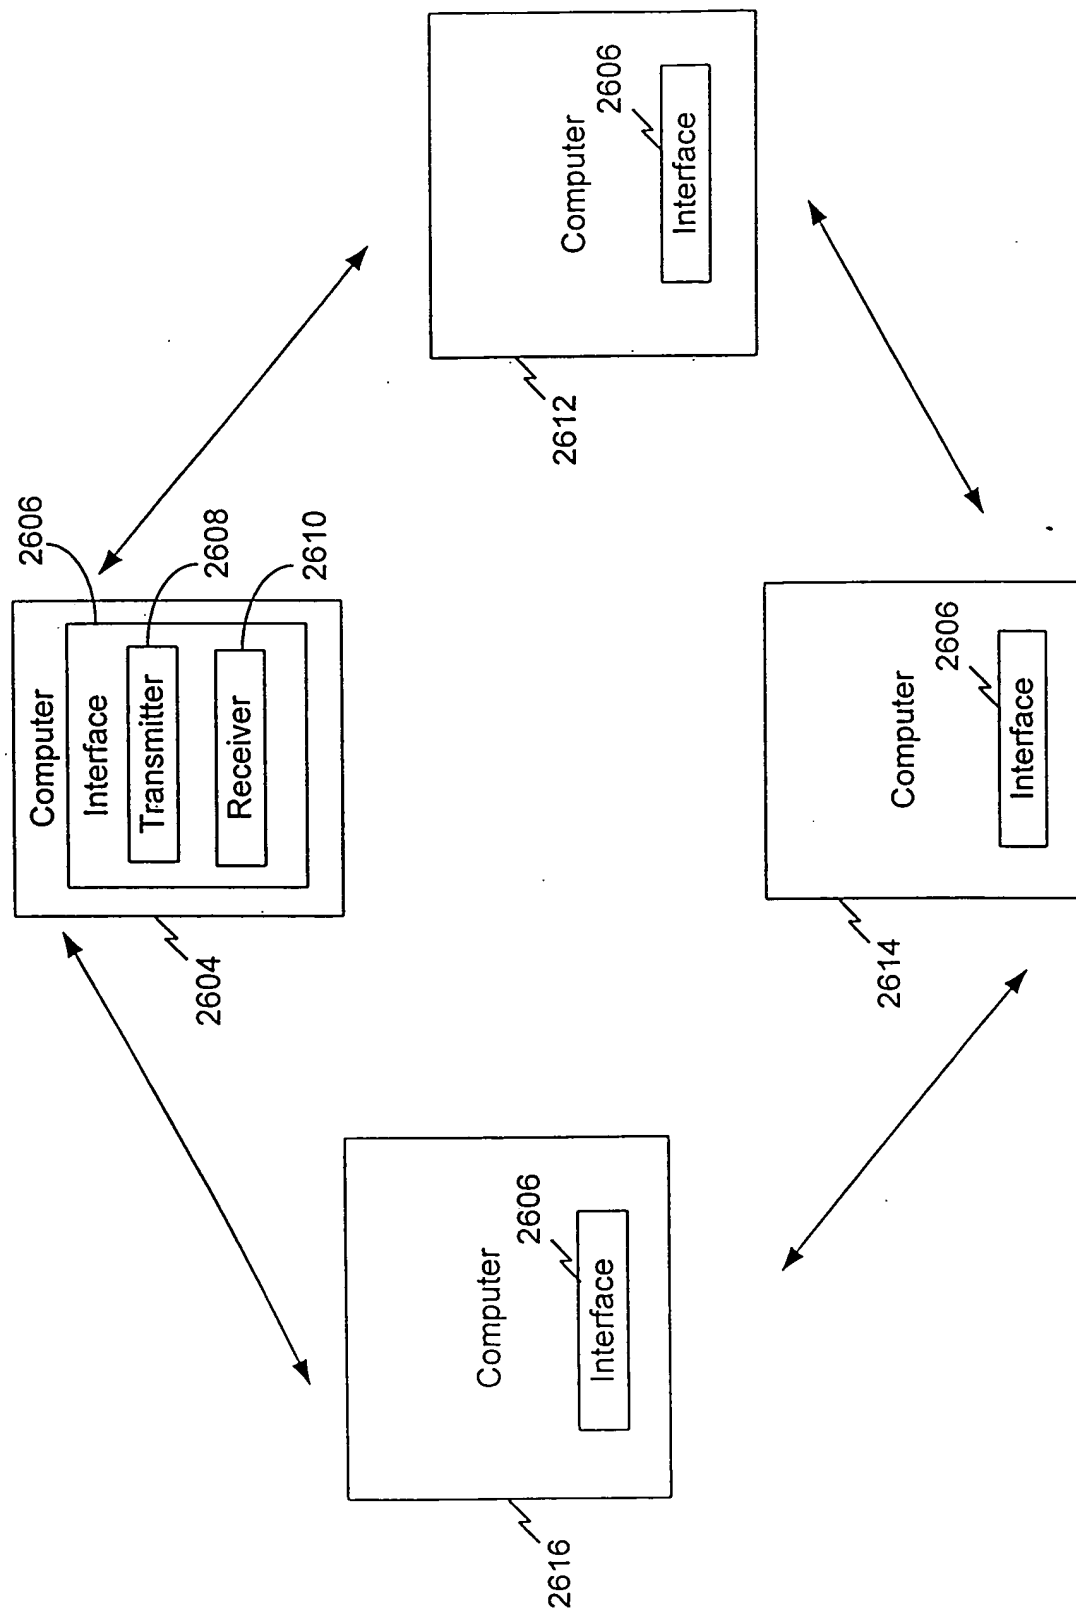 Computer
Interface
Transmitter
Receiver
2606
2608
2610
2604
Computer
2606
Interface
2612
Computer
2606
Interface
2614
Computer
2606
Interface
2616